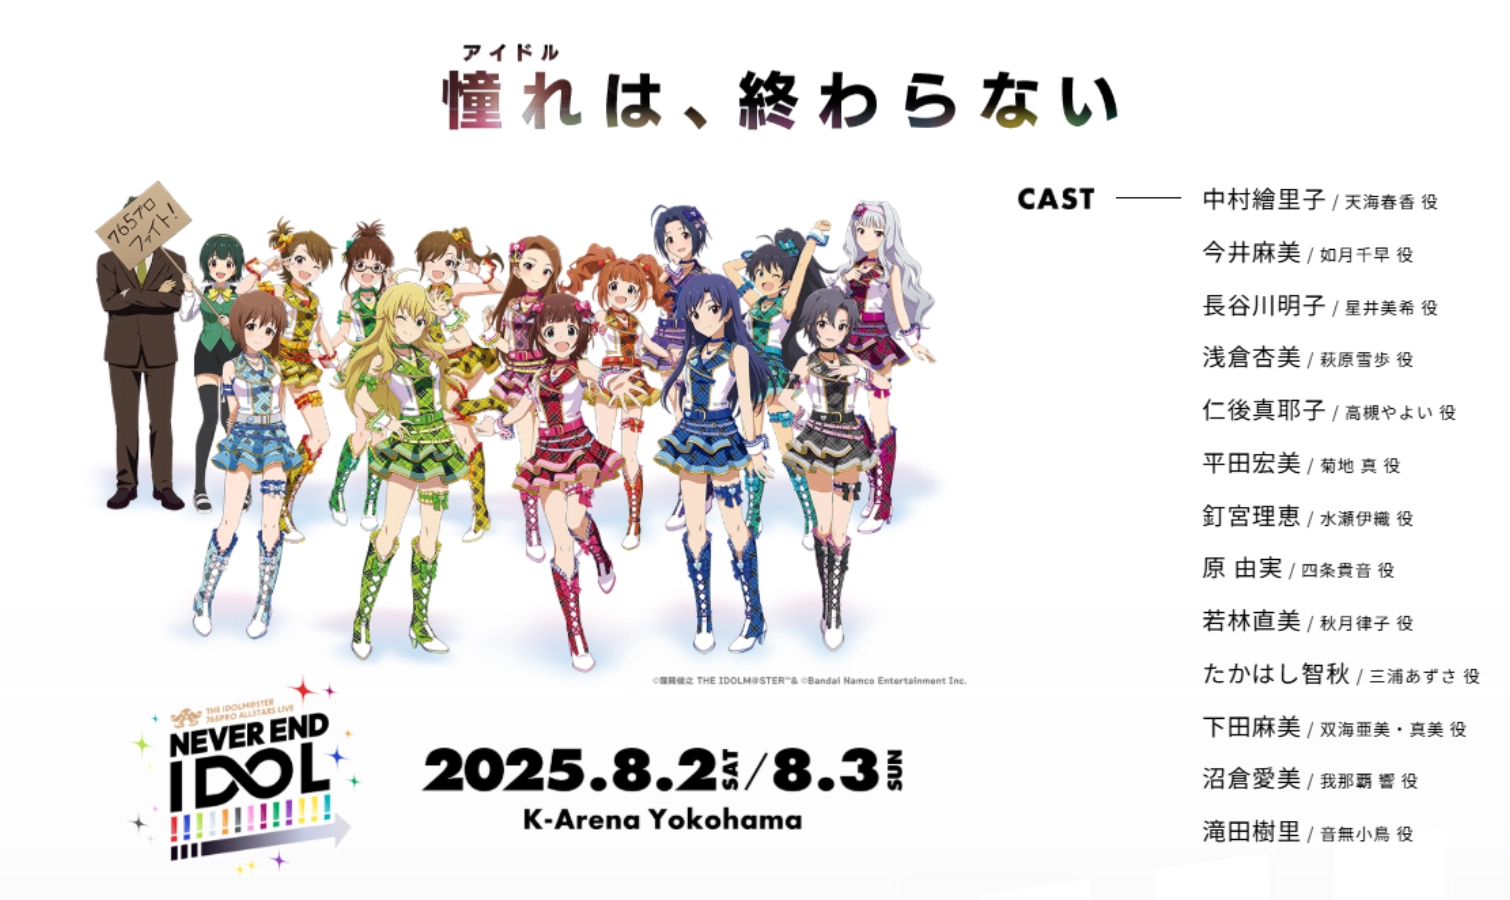 アイドル
憧れは、終わらない
765プロ
ファイト!
CAST
中村繪里子 / 天海春香 役
今井麻美 / 如月千早 役
長谷川明子 / 星井美希 役
浅倉杏美 / 萩原雪歩 役
仁後真耶子 / 高槻やよい 役
平田宏美 / 菊地 真 役
釘宮理恵 / 水瀬伊織 役
原 由実 / 四条貴音 役
若林直美 / 秋月律子 役
たかはし智秋 / 三浦あずさ 役
下田麻美 / 双海亜美・真美 役
沼倉愛美 / 我那覇 響 役
滝田樹里 / 音無小鳥 役
©窪岡俊之 THE IDOLM@STER™& ©Bandai Namco Entertainment Inc.
THE IDOLM@STER
765PRO ALLSTARS LIVE
NEVER END
IDOL
!!!!!!!!!!!!!
2025.8.2 SAT/8.3 SUN
K-Arena Yokohama